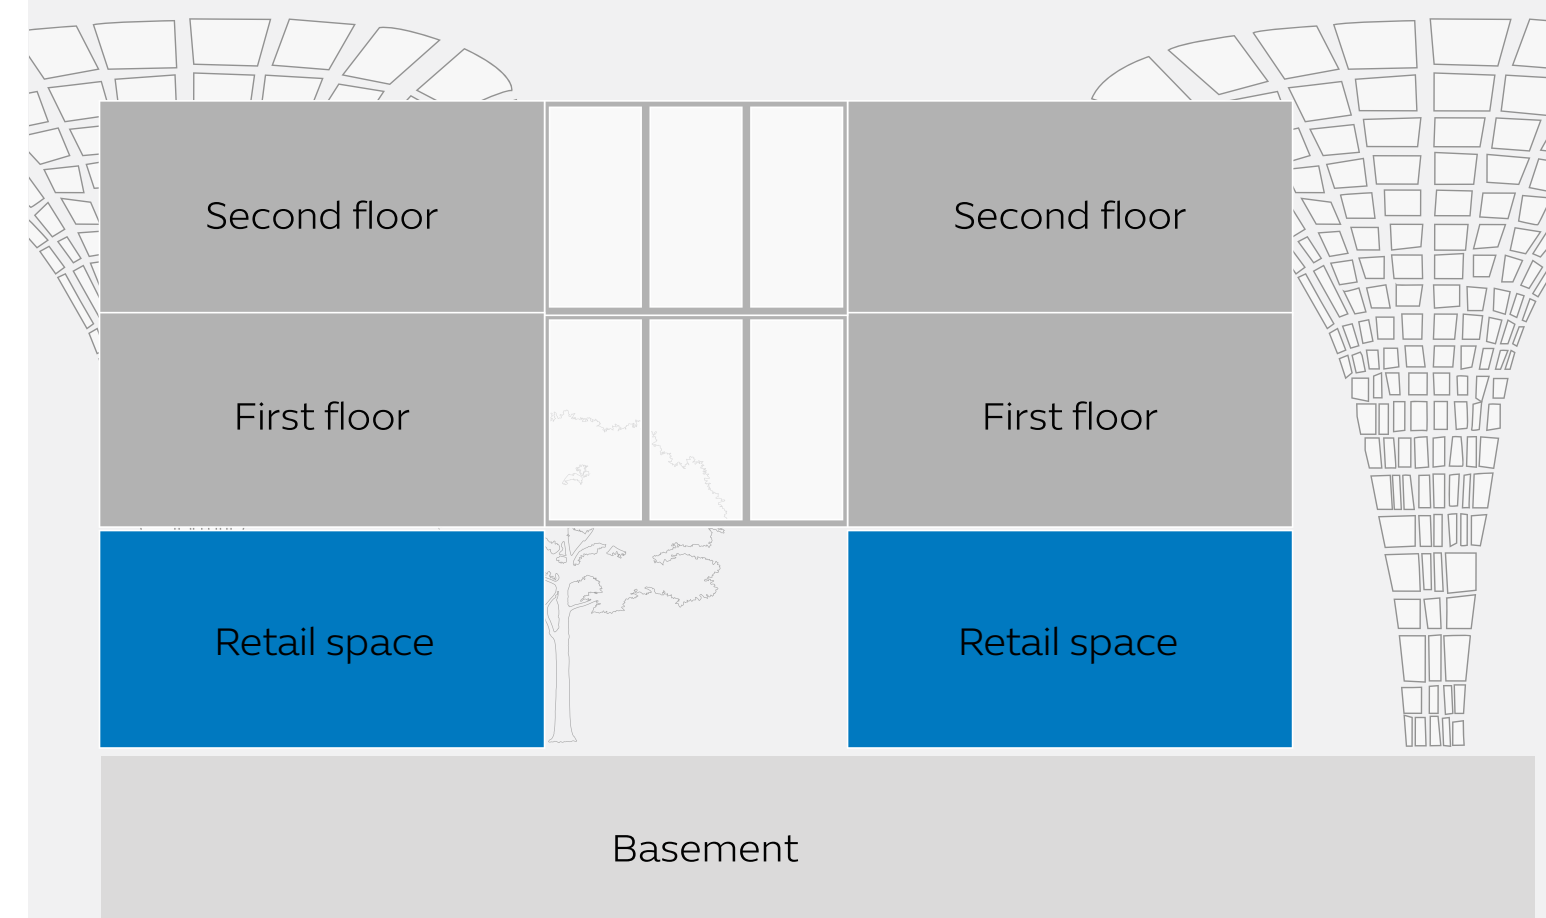 Second floor
Second floor
First floor
First floor
Retail space
Retail space
Basement